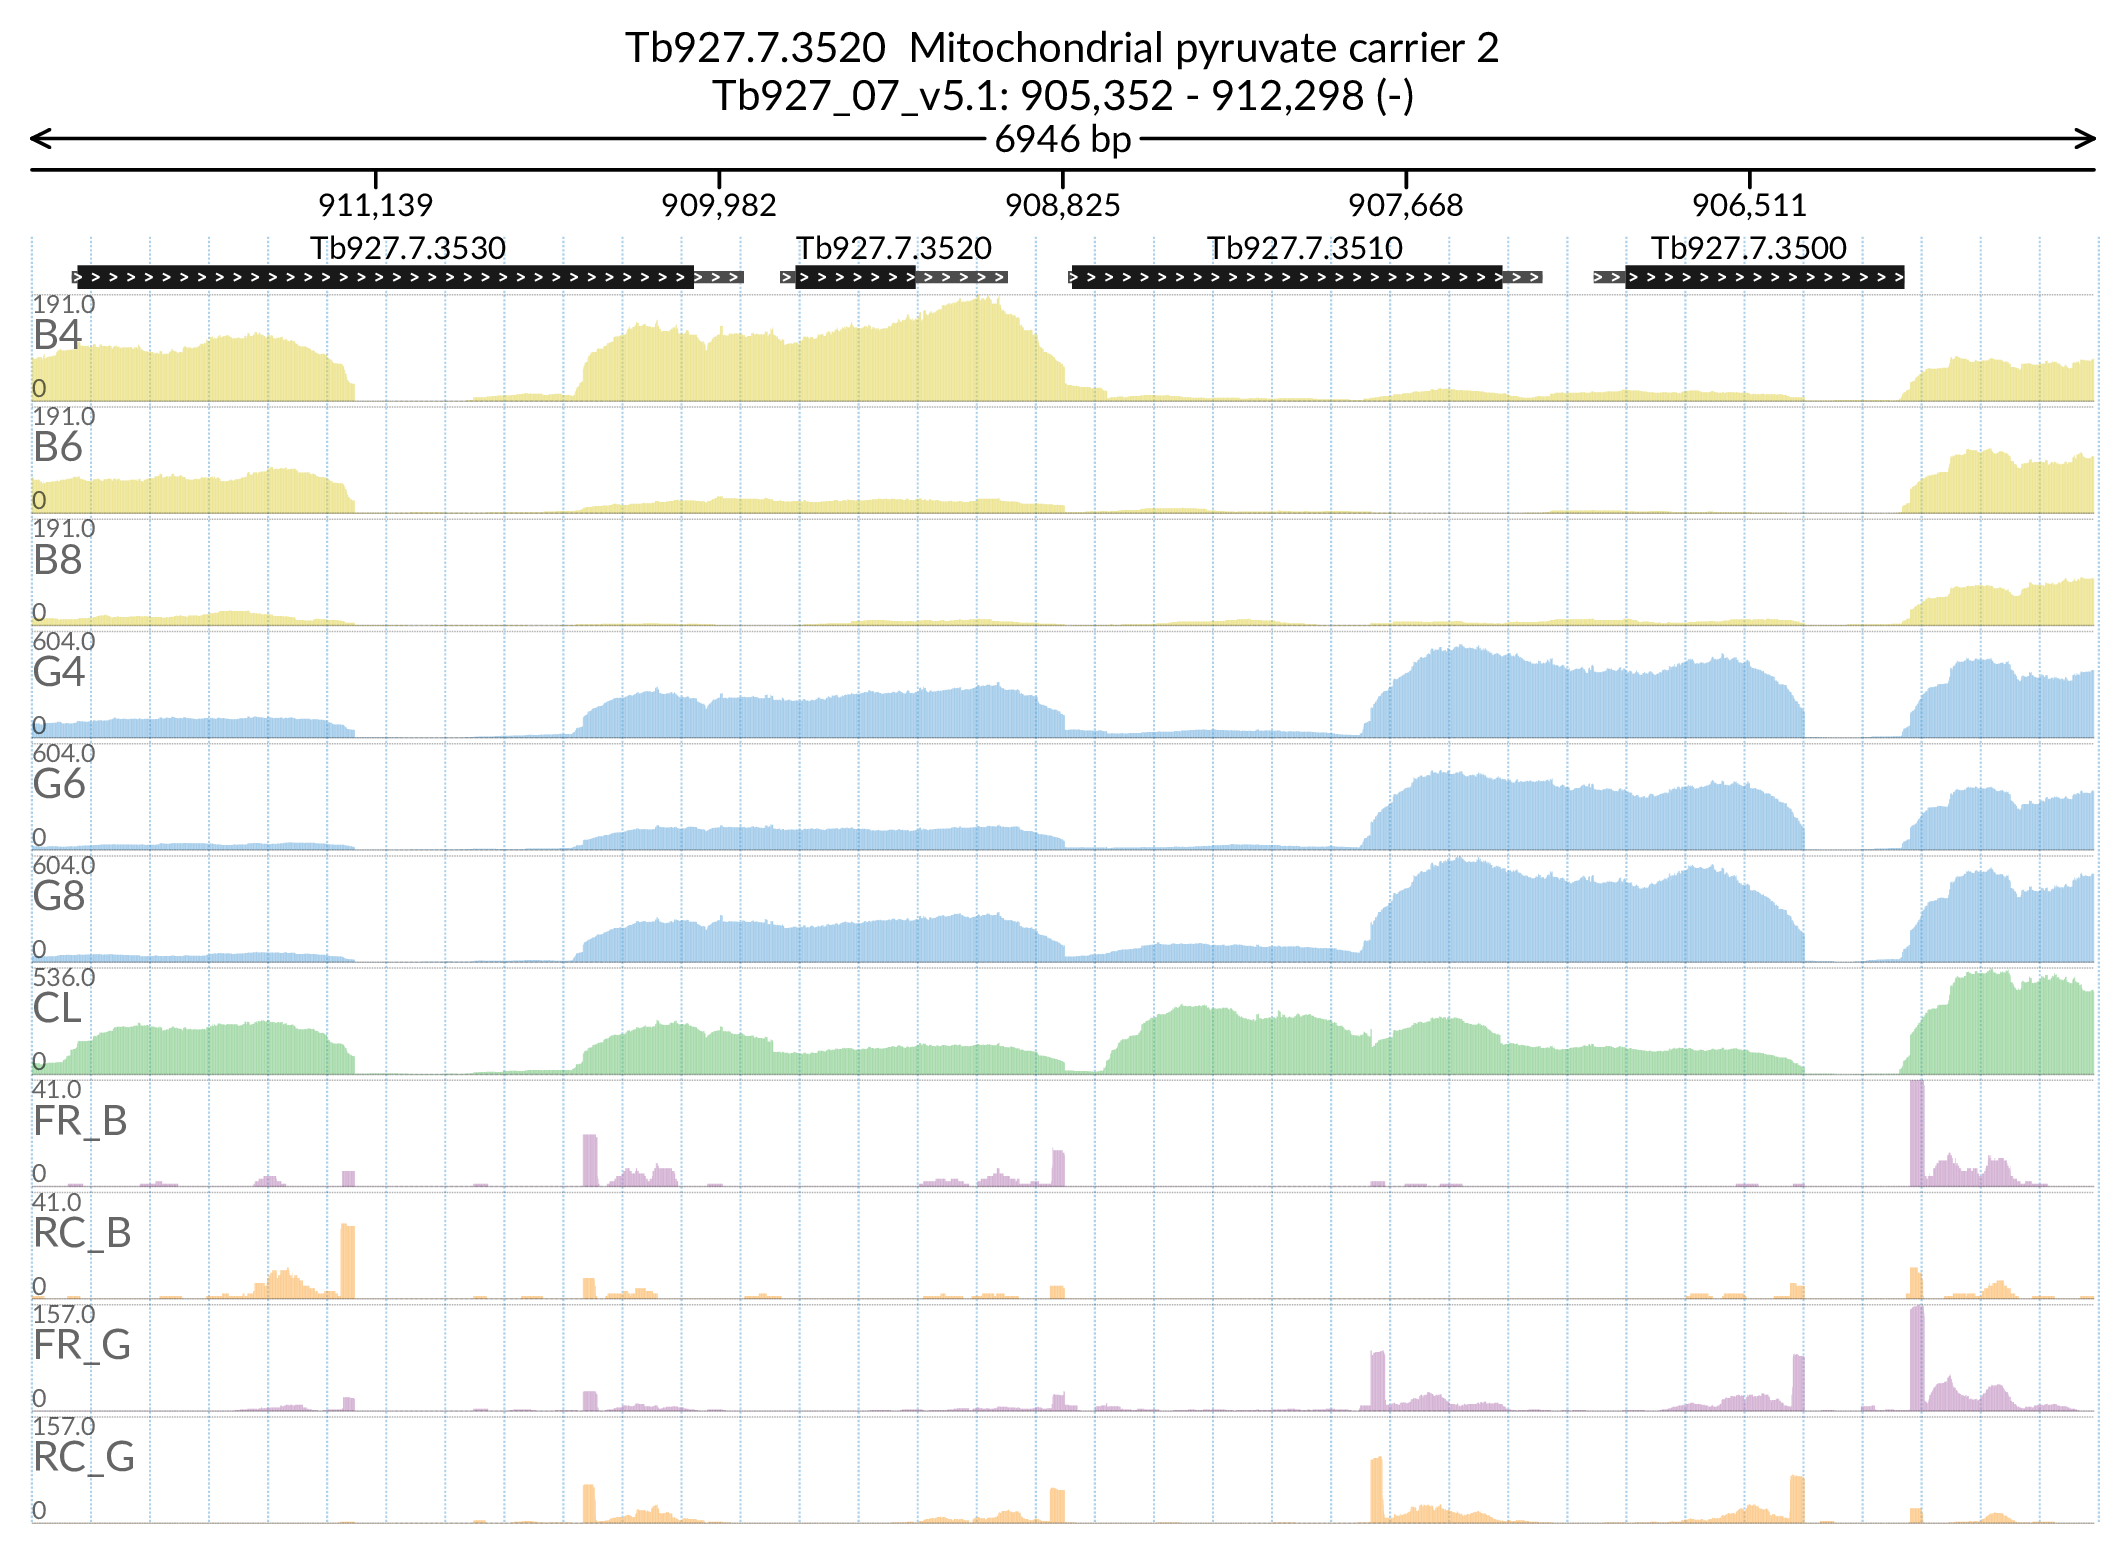 Tb927.7.3520  Mitochondrial pyruvate carrier 2
Tb927_07_v5.1: 905,352 - 912,298 (-)
6946 bp
911,139 909,982 908,825 907,668 906,511
Tb927.7.3530 Tb927.7.3520 Tb927.7.3510 Tb927.7.3500
191.0
B4
0
191.0
B6
0
191.0
B8
0
604.0
G4
0
604.0
G6
0
604.0
G8
0
536.0
CL
0
41.0
FR_B
0
41.0
RC_B
0
157.0
FR_G
0
157.0
RC_G
0